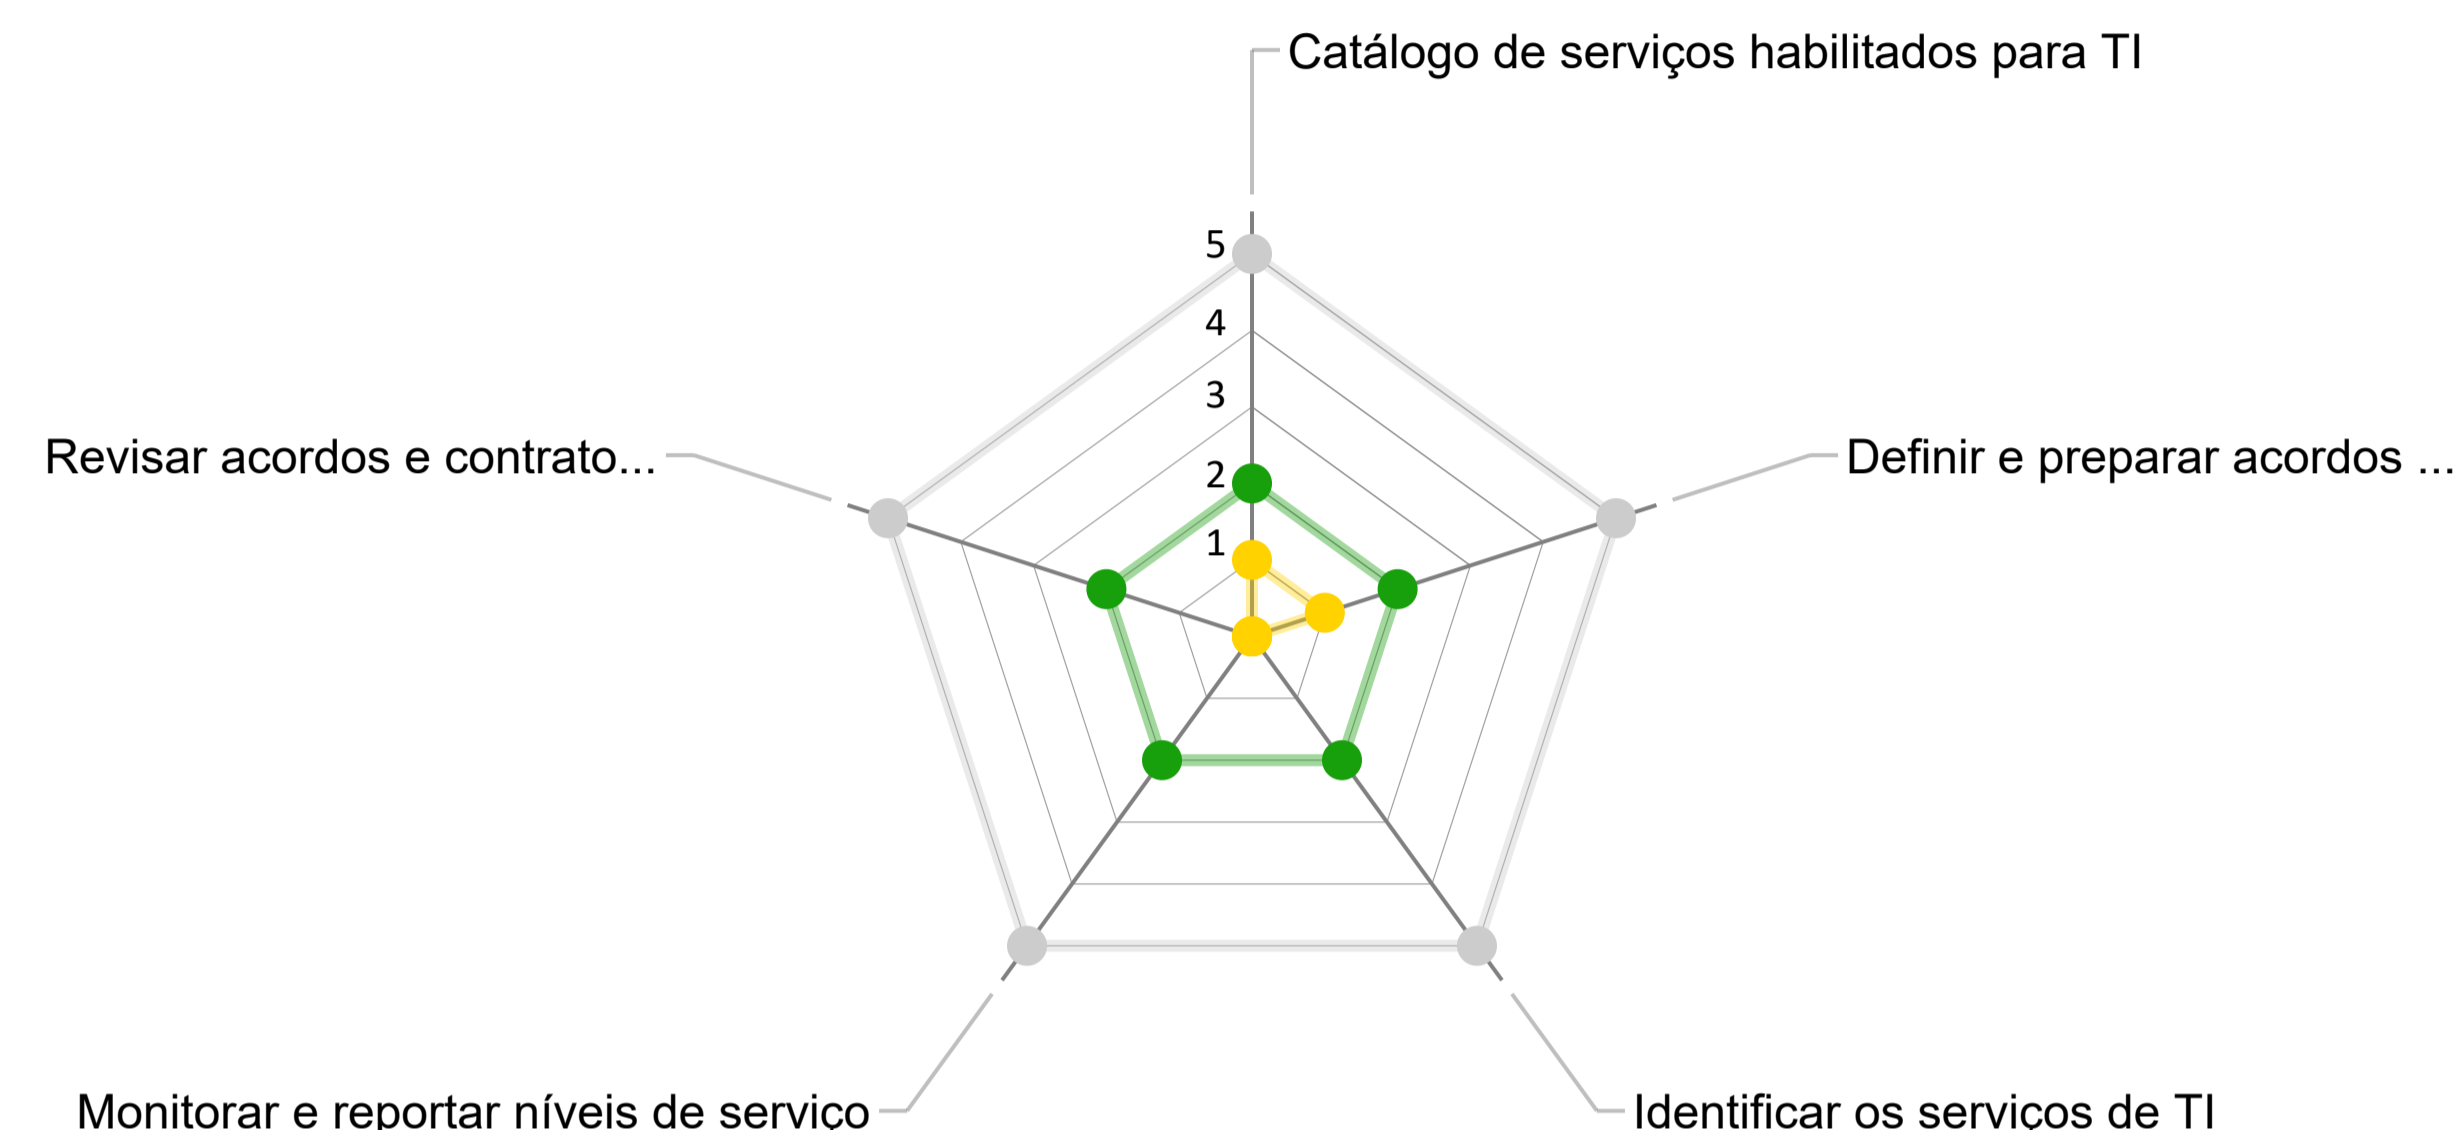 Catálogo de serviços habilitados para TI
5
4
3
2
1
Revisar acordos e contrato...
Definir e preparar acordos ...
Monitorar e reportar níveis de serviço
Identificar os serviços de TI